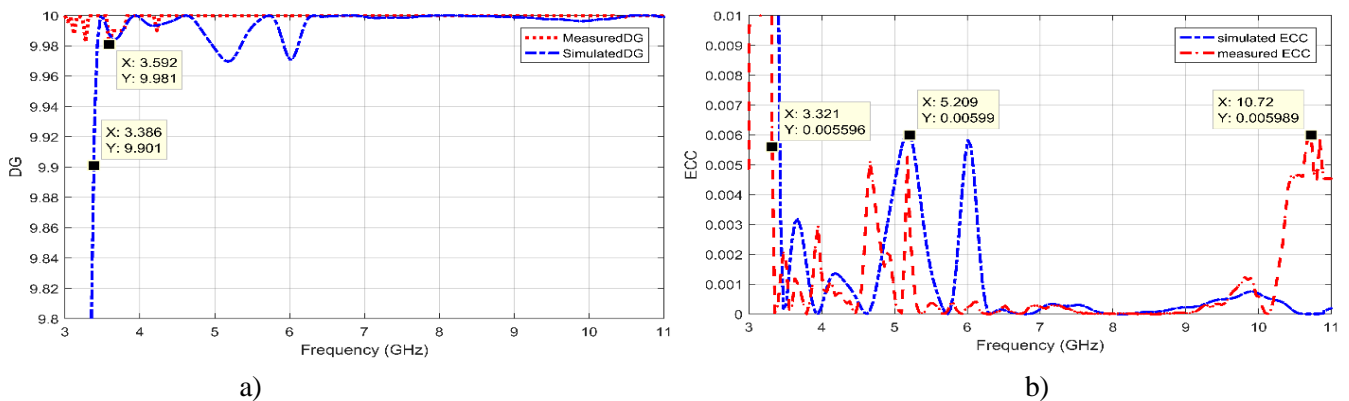 10
9.98
9.96
9.94
9.92
9.9
9.88
9.86
9.84
9.82
9.8
DG
3 4 5 6 7 8 9 10 11
Frequency (GHz)
MeasuredDG
SimulatedDG
X: 3.592
Y: 9.981
X: 3.386
Y: 9.901
a)
0.01
0.009
0.008
0.007
0.006
0.005
0.004
0.003
0.002
0.001
0
ECC
3 4 5 6 7 8 9 10 11
Frequency (GHz)
simulated ECC
measured ECC
X: 3.321
Y: 0.005596
X: 5.209
Y: 0.00599
X: 10.72
Y: 0.005989
b)